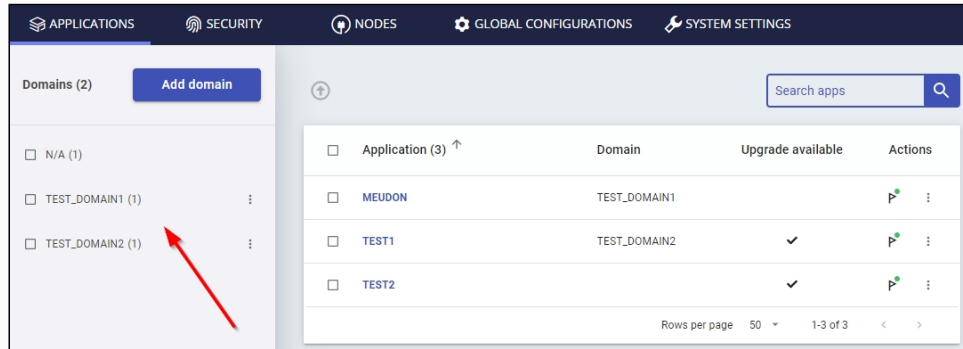 APPLICATIONS SECURITY NODES GLOBAL CONFIGURATIONS SYSTEM SETTINGS
Domains (2) Add domain
N/A (1)
TEST_DOMAIN1 (1)
TEST_DOMAIN2 (1)
Search apps
Application (3) Domain Upgrade available Actions
MEUDON TEST_DOMAIN1
TEST1 TEST_DOMAIN2
TEST2
Rows per page 50 1-3 of 3